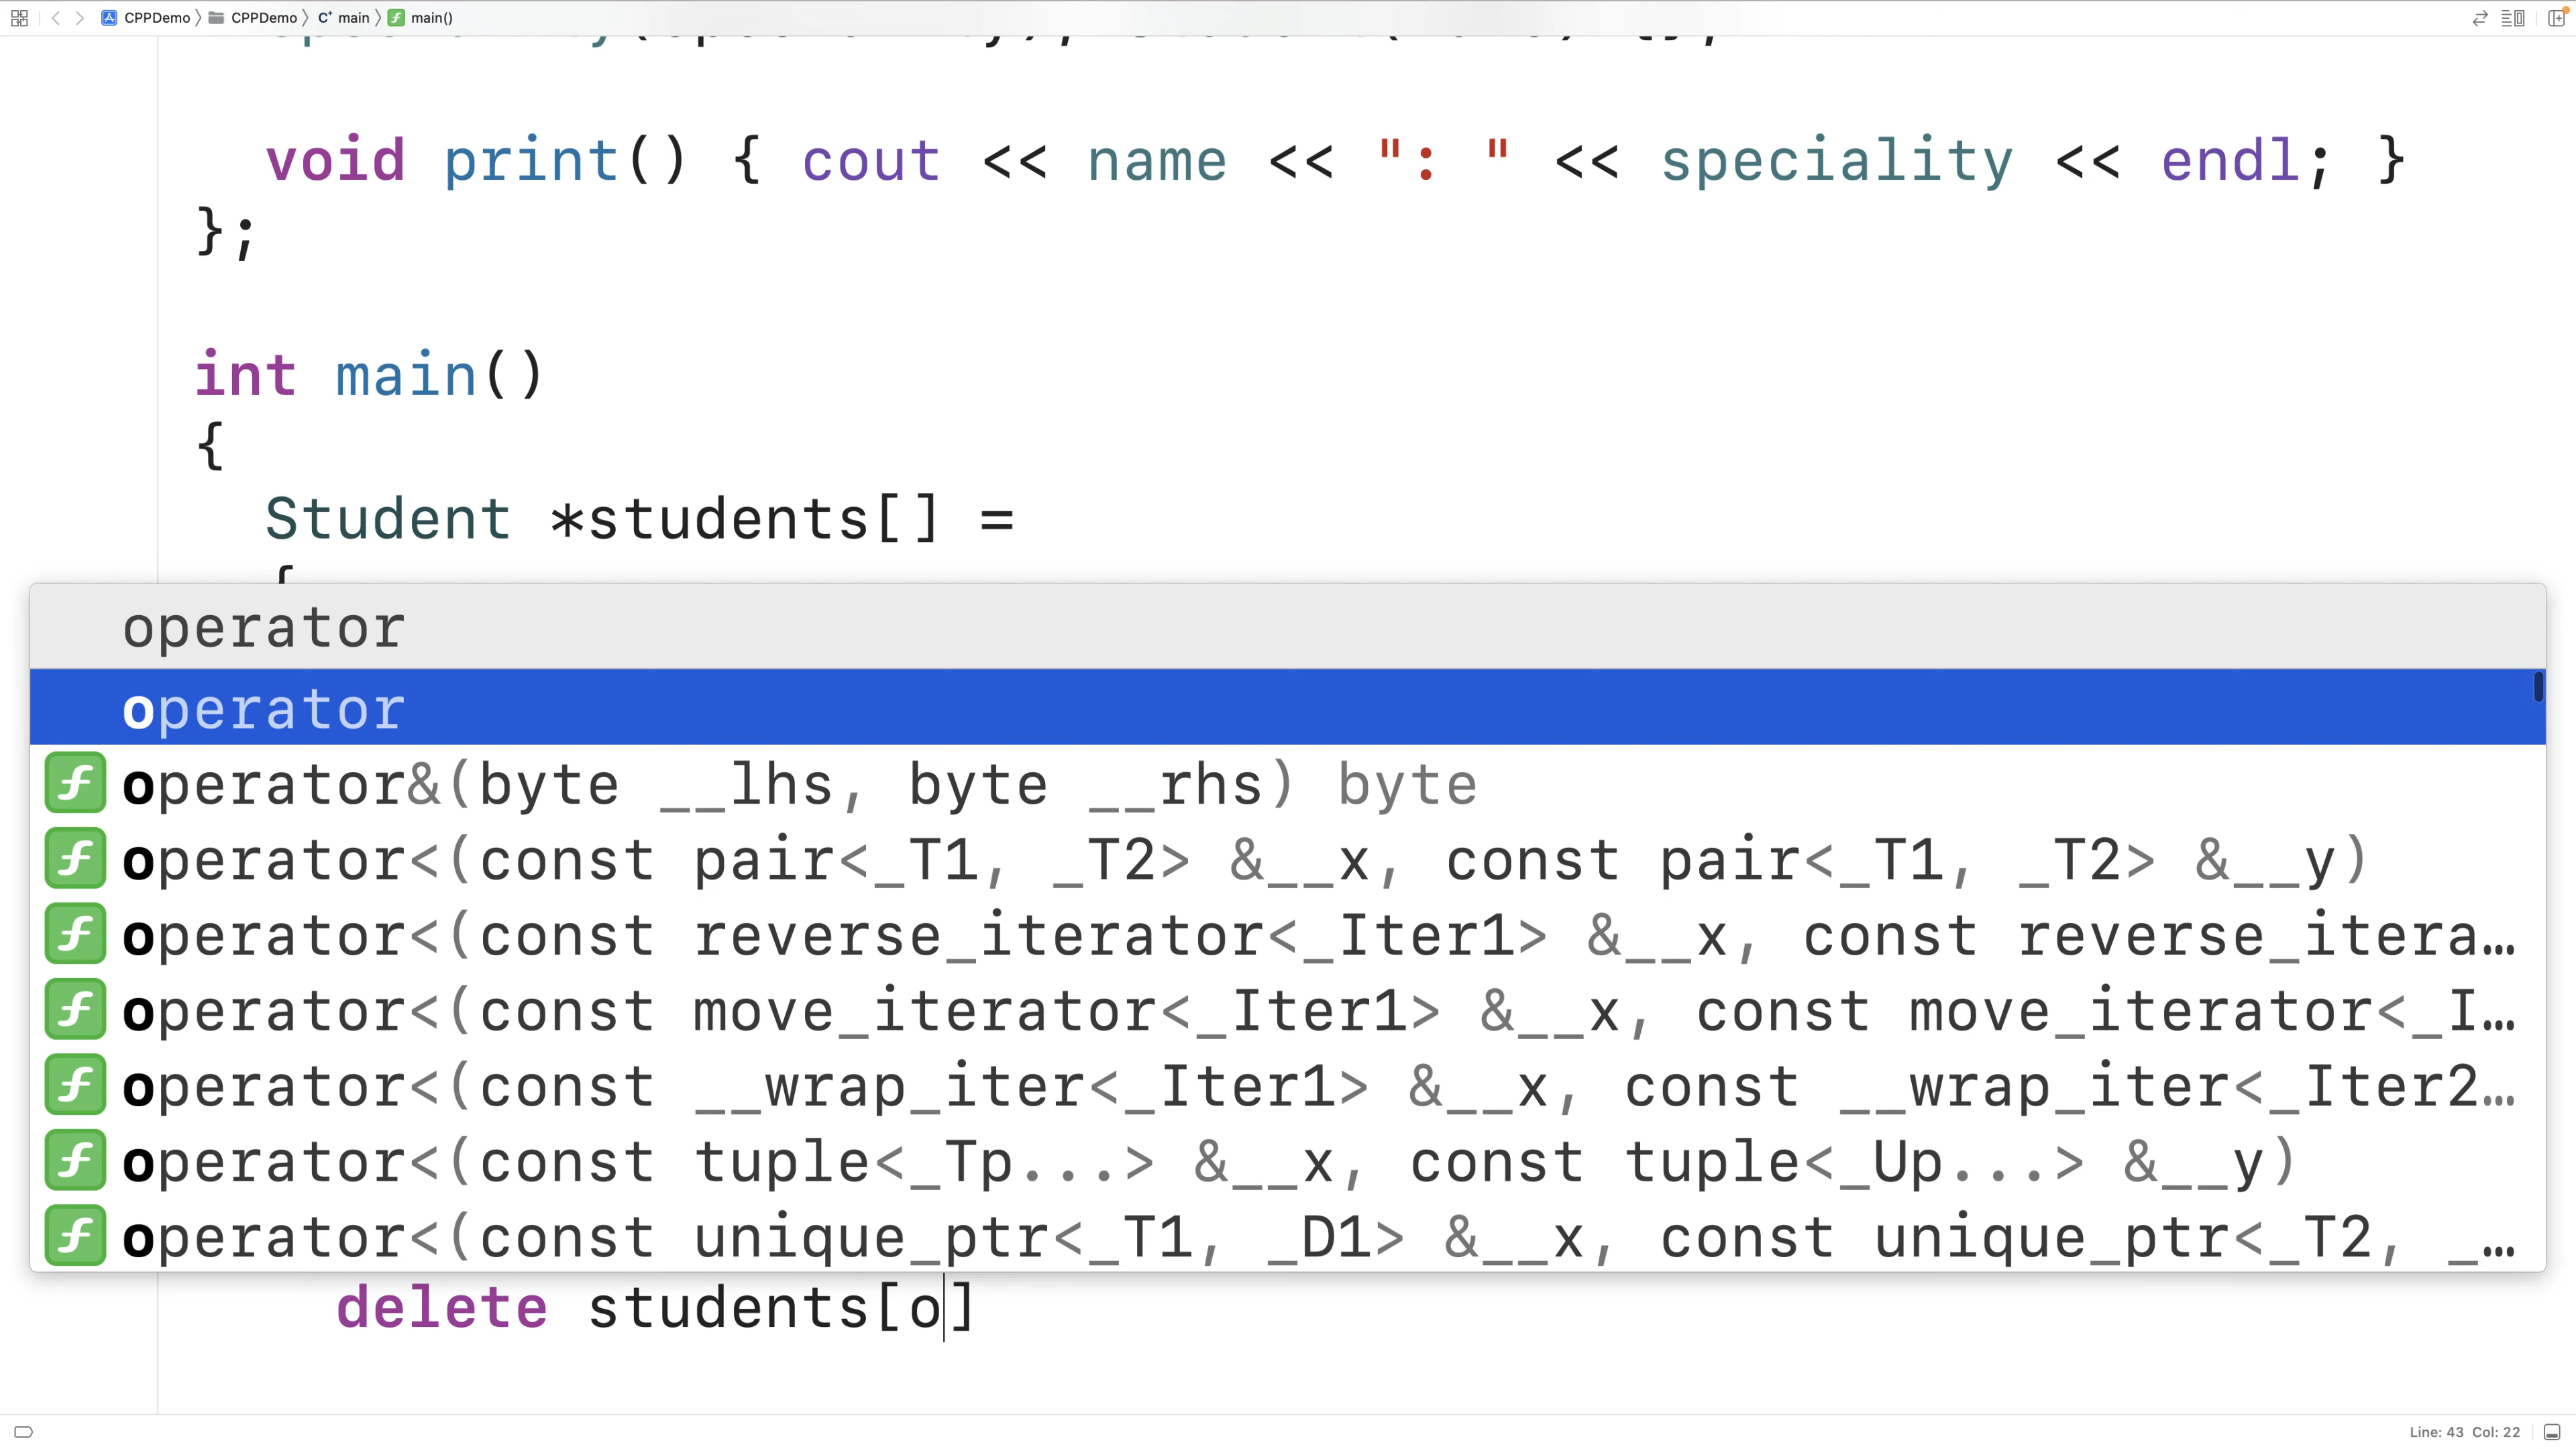 CPPDemo CPPDemo main main()
void print() { cout << name << ": " << speciality << endl; }
};
int main()
{
Student *students[] =
{
operator
operator
operator&(byte __lhs, byte __rhs) byte
operator<(const pair<_T1, _T2> &__x, const pair<_T1, _T2> &__y)
operator<(const reverse_iterator<_Iter1> &__x, const reverse_itera…
operator<(const move_iterator<_Iter1> &__x, const move_iterator<_I…
operator<(const __wrap_iter<_Iter1> &__x, const __wrap_iter<_Iter2…
operator<(const tuple<_Tp...> &__x, const tuple<_Up...> &__y)
operator<(const unique_ptr<_T1, _D1> &__x, const unique_ptr<_T2, _…
delete students[o]
Line: 43 Col: 22